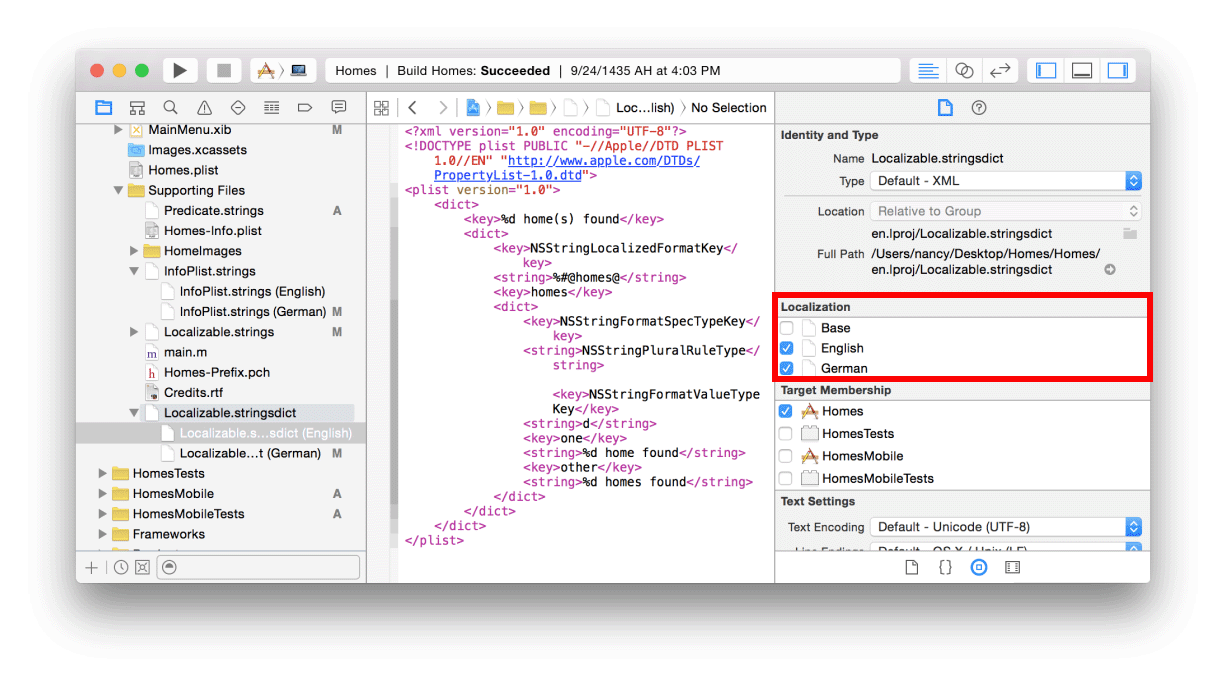 Homes | Build Homes: Succeeded | 9/24/1435 AH at 4:03 PM
Loc...lish) No Selection
MainMenu.xib M
Images.xcassets
Homes.plist
Supporting Files
Predicate.strings A
Homes-Info.plist
HomeImages
InfoPlist.strings
InfoPlist.strings (English)
InfoPlist.strings (German) M
Localizable.strings M
main.m
Homes-Prefix.pch
Credits.rtf
Localizable.stringsdict
Localizable.s...sdict (English)
Localizable...t (German) M
HomesTests
HomesMobile A
HomesMobileTests A
Frameworks
<?xml version="1.0" encoding="UTF-8"?>
<!DOCTYPE plist PUBLIC "-//Apple//DTD PLIST
1.0//EN" "http://www.apple.com/DTDs/
PropertyList-1.0.dtd">
<plist version="1.0">
<dict>
<key>%d home(s) found</key>
<dict>
<key>NSStringLocalizedFormatKey</
key>
<string>%#@homes@</string>
<key>homes</key>
<dict>
<key>NSStringFormatSpecTypeKey</
key>
<string>NSStringPluralRuleType</
string>
<key>NSStringFormatValueType
Key</key>
<string>d</string>
<key>one</key>
<string>%d home found</string>
<key>other</key>
<string>%d homes found</string>
</dict>
</dict>
</dict>
</plist>
Identity and Type
Name Localizable.stringsdict
Type Default - XML
Location Relative to Group
en.lproj/Localizable.stringsdict
Full Path /Users/nancy/Desktop/Homes/Homes/
en.lproj/Localizable.stringsdict
Localization
Base
English
German
Target Membership
Homes
HomesTests
HomesMobile
HomesMobileTests
Text Settings
Text Encoding Default - Unicode (UTF-8)
Line Endings Default - OS X / Unix (LF)